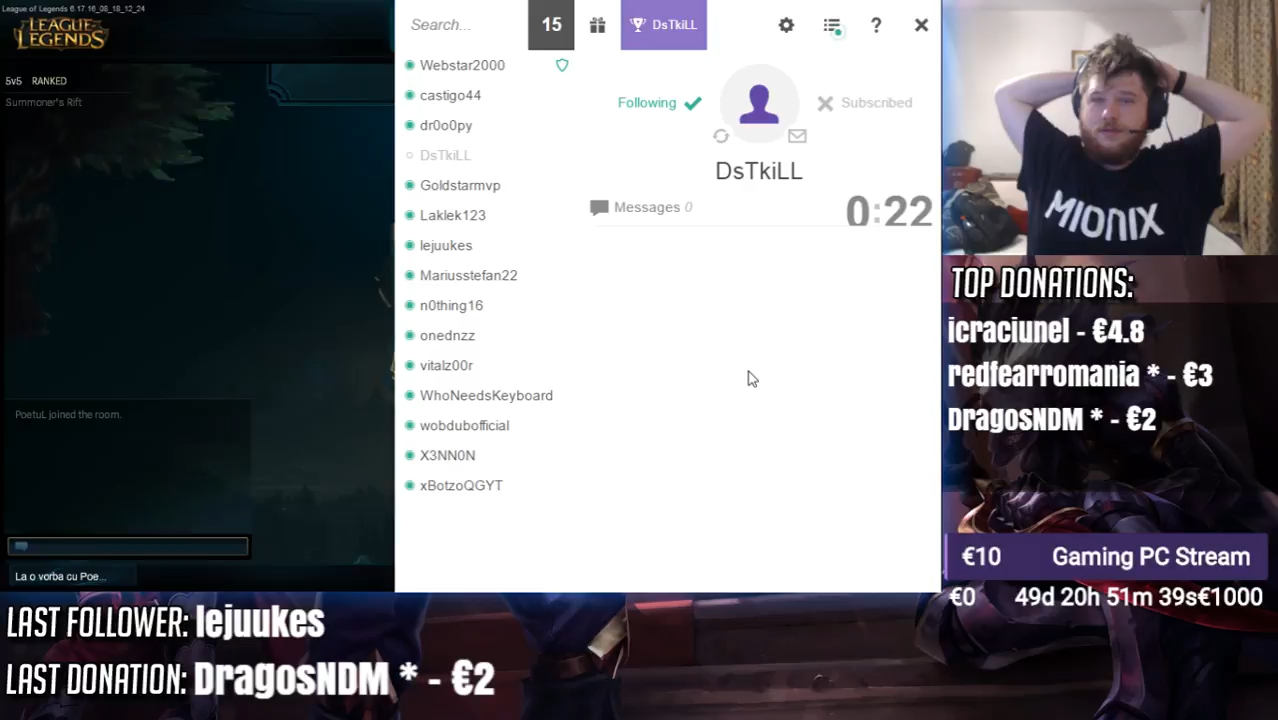 League of Legends 6.17 16_08_18_12_24
LEAGUE OF LEGENDS
5v5 RANKED
Summoner's Rift
PoetuL joined the room.
La o vorba cu Poe...
Search...
15
DsTkiLL
?
Webstar2000
castigo44
dr0o0py
DsTkiLL
Goldstarmvp
Laklek123
lejuukes
Mariusstefan22
n0thing16
onednzz
vitalz00r
WhoNeedsKeyboard
wobdubofficial
X3NN0N
xBotzoQGYT
Following
Subscribed
DsTkiLL
Messages 0
0:22
MIONIX
TOP DONATIONS:
icraciunel - €4.8
redfearromania * - €3
DragosNDM * - €2
€10 Gaming PC Stream
€0 49d 20h 51m 39s€1000
LAST FOLLOWER: lejuukes
LAST DONATION: DragosNDM * - €2